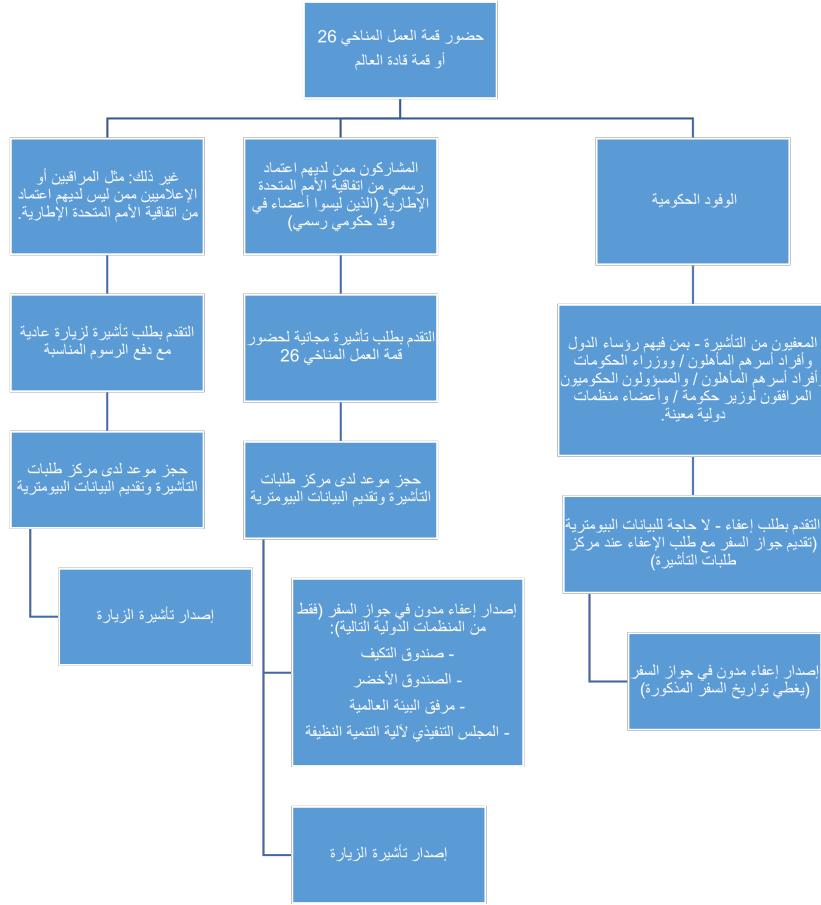 حضور قمة العمل المناخي 26
أو قمة قادة العالم
الوفود الحكومية
المعفيون من التأشيرة - بمن فيهم رؤساء الدول
وأفراد أسرهم المأهلون / ووزراء الحكومات
وأفراد أسرهم المأهلون / والمسؤولون الحكوميون
المرافقون لوزير حكومة / وأعضاء منظمات
دولية معينة.
التقدم بطلب إعفاء - لا حاجة للبيانات البيومترية
(تقديم جواز السفر مع طلب الإعفاء عند مركز
طلبات التأشيرة)
إصدار إعفاء مدون في جواز السفر
(يغطي تواريخ السفر المذكورة)
المشاركون ممن لديهم اعتماد
رسمي من اتفاقية الأمم المتحدة
الإطارية (الذين ليسوا أعضاء في
وفد حكومي رسمي)
التقدم بطلب تأشيرة مجانية لحضور
قمة العمل المناخي 26
حجز موعد لدى مركز طلبات
التأشيرة وتقديم البيانات البيومترية
إصدار إعفاء مدون في جواز السفر (فقط
من المنظمات الدولية التالية):
- صندوق التكيف
- الصندوق الأخضر
- مرفق البيئة العالمية
- المجلس التنفيذي لآلية التنمية النظيفة
إصدار تأشيرة الزيارة
غير ذلك: مثل المراقبين أو
الإعلاميين ممن ليس لديهم اعتماد
من اتفاقية الأمم المتحدة الإطارية.
التقدم بطلب تأشيرة لزيارة عادية
مع دفع الرسوم المناسبة
حجز موعد لدى مركز طلبات
التأشيرة وتقديم البيانات البيومترية
إصدار تأشيرة الزيارة